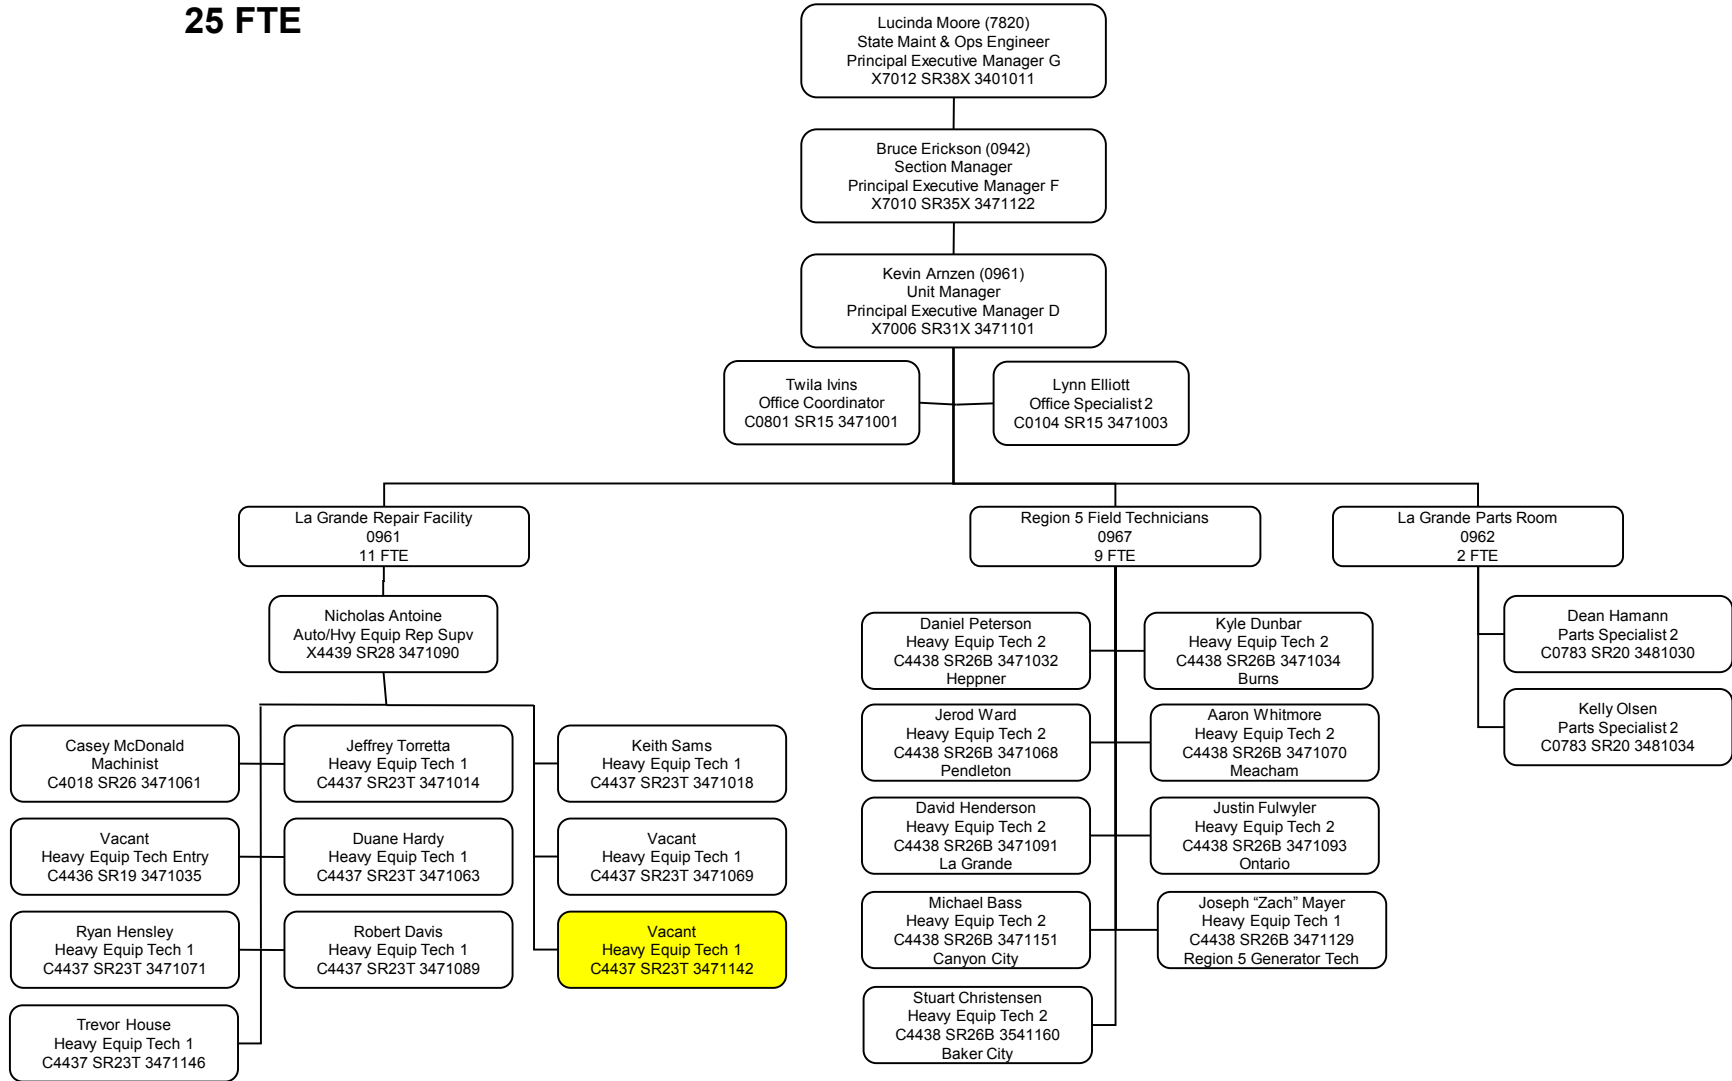 25 FTE
Lucinda Moore (7820)
State Maint & Ops Engineer
Principal Executive Manager G
X7012 SR38X 3401011
Bruce Erickson (0942)
Section Manager
Principal Executive Manager F
X7010 SR35X 3471122
Kevin Arnzen (0961)
Unit Manager
Principal Executive Manager D
X7006 SR31X 3471101
Twila Ivins
Office Coordinator
C0801 SR15 3471001
Lynn Elliott
Office Specialist 2
C0104 SR15 3471003
La Grande Repair Facility
0961
11 FTE
Region 5 Field Technicians
0967
9 FTE
La Grande Parts Room
0962
2 FTE
Nicholas Antoine
Auto/Hvy Equip Rep Supv
X4439 SR28 3471090
Casey McDonald
Machinist
C4018 SR26 3471061
Jeffrey Torretta
Heavy Equip Tech 1
C4437 SR23T 3471014
Keith Sams
Heavy Equip Tech 1
C4437 SR23T 3471018
Vacant
Heavy Equip Tech Entry
C4436 SR19 3471035
Duane Hardy
Heavy Equip Tech 1
C4437 SR23T 3471063
Vacant
Heavy Equip Tech 1
C4437 SR23T 3471069
Ryan Hensley
Heavy Equip Tech 1
C4437 SR23T 3471071
Robert Davis
Heavy Equip Tech 1
C4437 SR23T 3471089
Vacant
Heavy Equip Tech 1
C4437 SR23T 3471142
Trevor House
Heavy Equip Tech 1
C4437 SR23T 3471146
Daniel Peterson
Heavy Equip Tech 2
C4438 SR26B 3471032
Heppner
Kyle Dunbar
Heavy Equip Tech 2
C4438 SR26B 3471034
Burns
Jerod Ward
Heavy Equip Tech 2
C4438 SR26B 3471068
Pendleton
Aaron Whitmore
Heavy Equip Tech 2
C4438 SR26B 3471070
Meacham
David Henderson
Heavy Equip Tech 2
C4438 SR26B 3471091
La Grande
Justin Fulwyler
Heavy Equip Tech 2
C4438 SR26B 3471093
Ontario
Michael Bass
Heavy Equip Tech 2
C4438 SR26B 3471151
Canyon City
Joseph “Zach” Mayer
Heavy Equip Tech 1
C4438 SR26B 3471129
Region 5 Generator Tech
Stuart Christensen
Heavy Equip Tech 2
C4438 SR26B 3541160
Baker City
Dean Hamann
Parts Specialist 2
C0783 SR20 3481030
Kelly Olsen
Parts Specialist 2
C0783 SR20 3481034